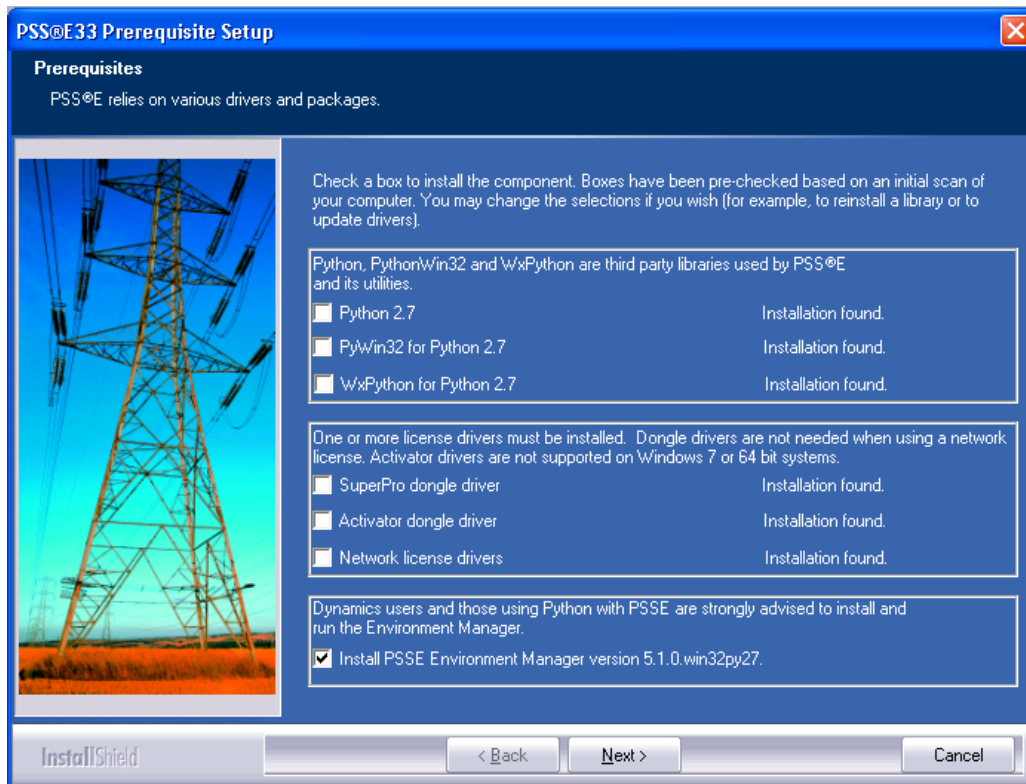 PSS®E33 Prerequisite Setup
Prerequisites
PSS®E relies on various drivers and packages.
Check a box to install the component. Boxes have been pre-checked based on an initial scan of
your computer. You may change the selections if you wish (for example, to reinstall a library or to
update drivers).
Python, PythonWin32 and WxPython are third party libraries used by PSS®E
and its utilities.
Python 2.7 Installation found.
PyWin32 for Python 2.7 Installation found.
WxPython for Python 2.7 Installation found.
One or more license drivers must be installed. Dongle drivers are not needed when using a network
license. Activator drivers are not supported on Windows 7 or 64 bit systems.
SuperPro dongle driver Installation found.
Activator dongle driver Installation found.
Network license drivers Installation found.
Dynamics users and those using Python with PSSE are strongly advised to install and
run the Environment Manager.
Install PSSE Environment Manager version 5.1.0.win32py27.
InstallShield
< Back Next > Cancel